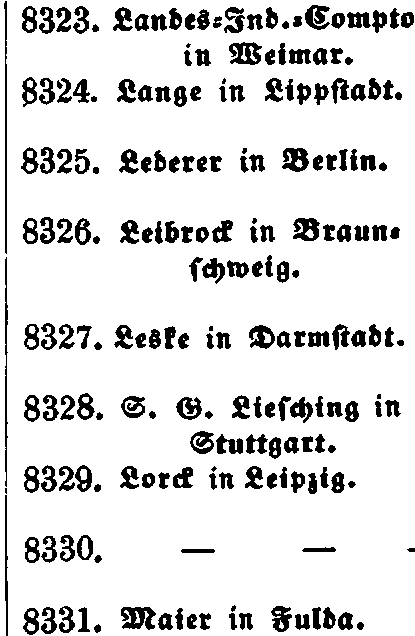 8323. Landes-Ind.-Compto
in Weimar.
8324. Lange in Lippstadt.
8325. Lederer in Berlin.
8326. Leibrock in Braun-
schweig.
8327. Leske in Darmstadt.
8328. S. G. Liesching in
Stuttgart.
8329. Lorck in Leipzig.
8330. — — -
8331. Maier in Fulda.